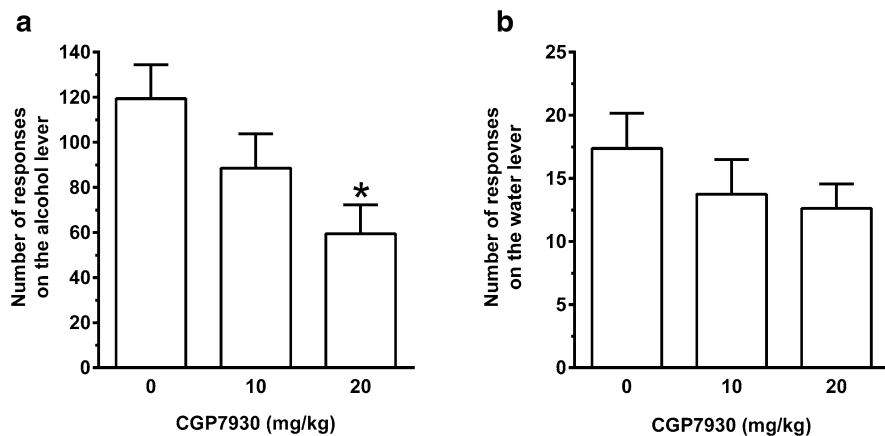 a
Number of responses
on the alcohol lever
140
120
100
80
60
40
20
0
*
0 10 20
CGP7930 (mg/kg)
b
Number of responses
on the water lever
25
20
15
10
5
0
0 10 20
CGP7930 (mg/kg)